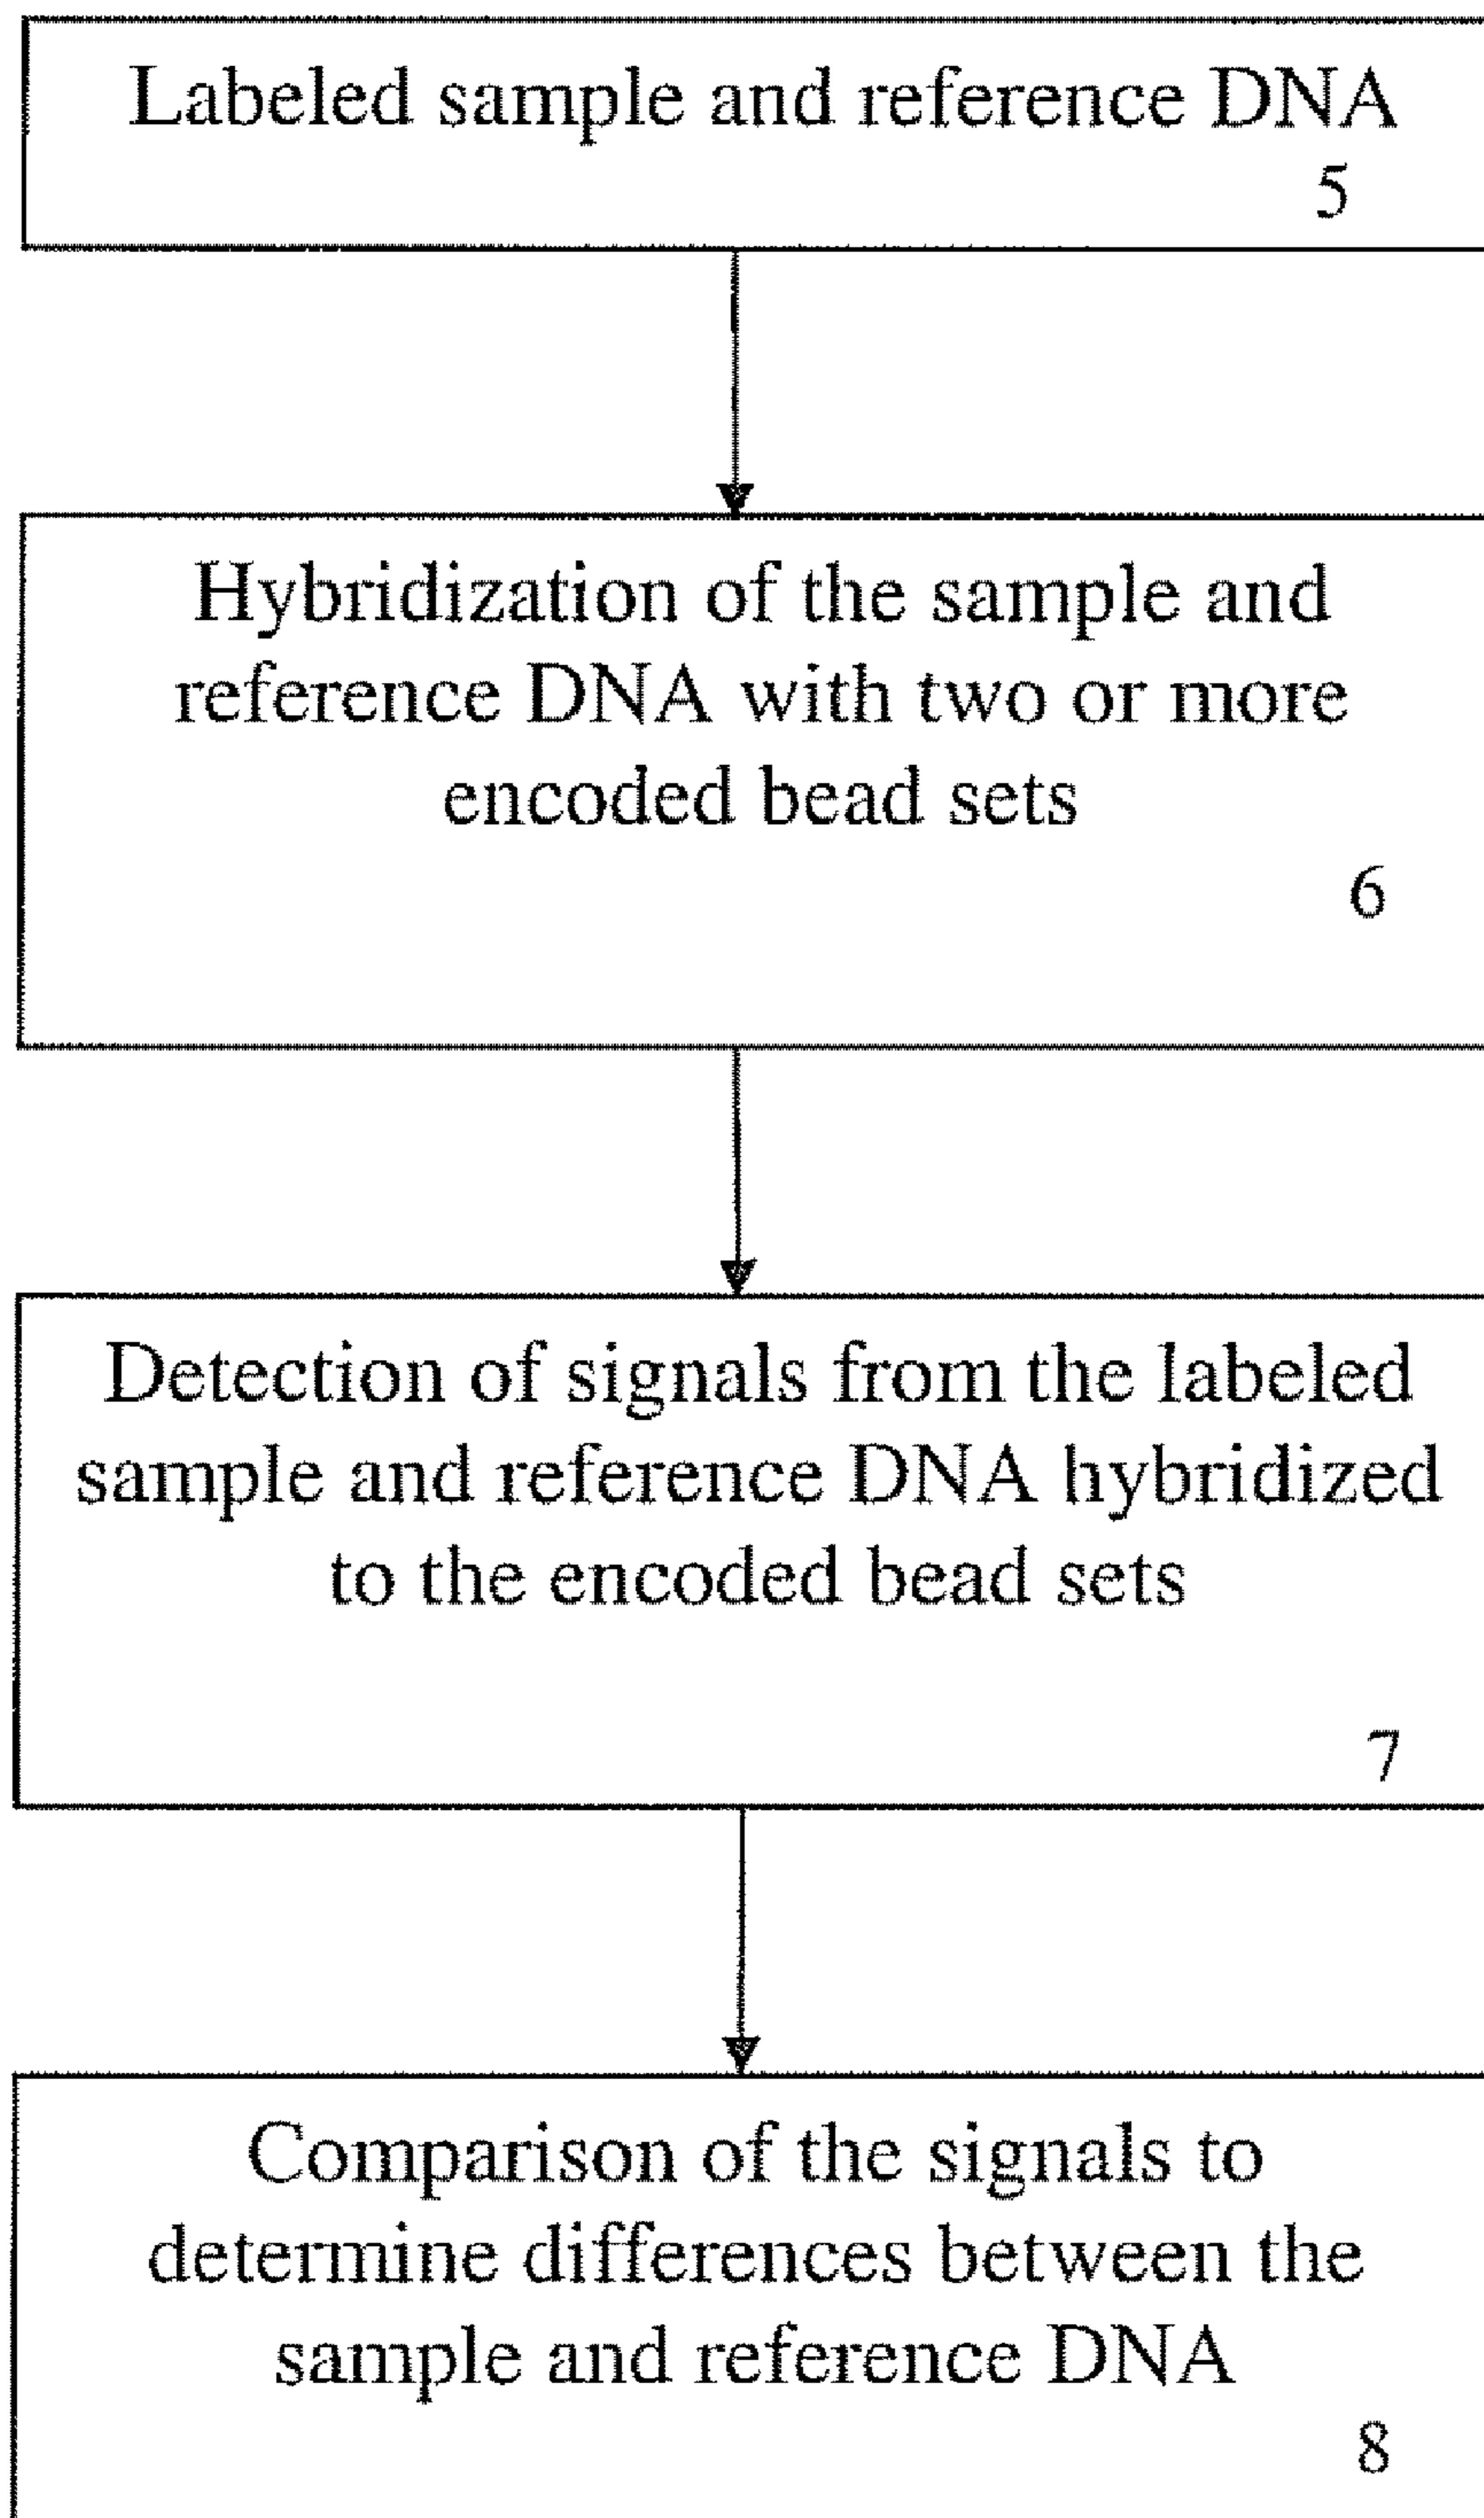 Labeled sample and reference DNA
5
Hybridization of the sample and
reference DNA with two or more
encoded bead sets
6
Detection of signals from the labeled
sample and reference DNA hybridized
to the encoded bead sets
7
Comparison of the signals to
determine differences between the
sample and reference DNA
8